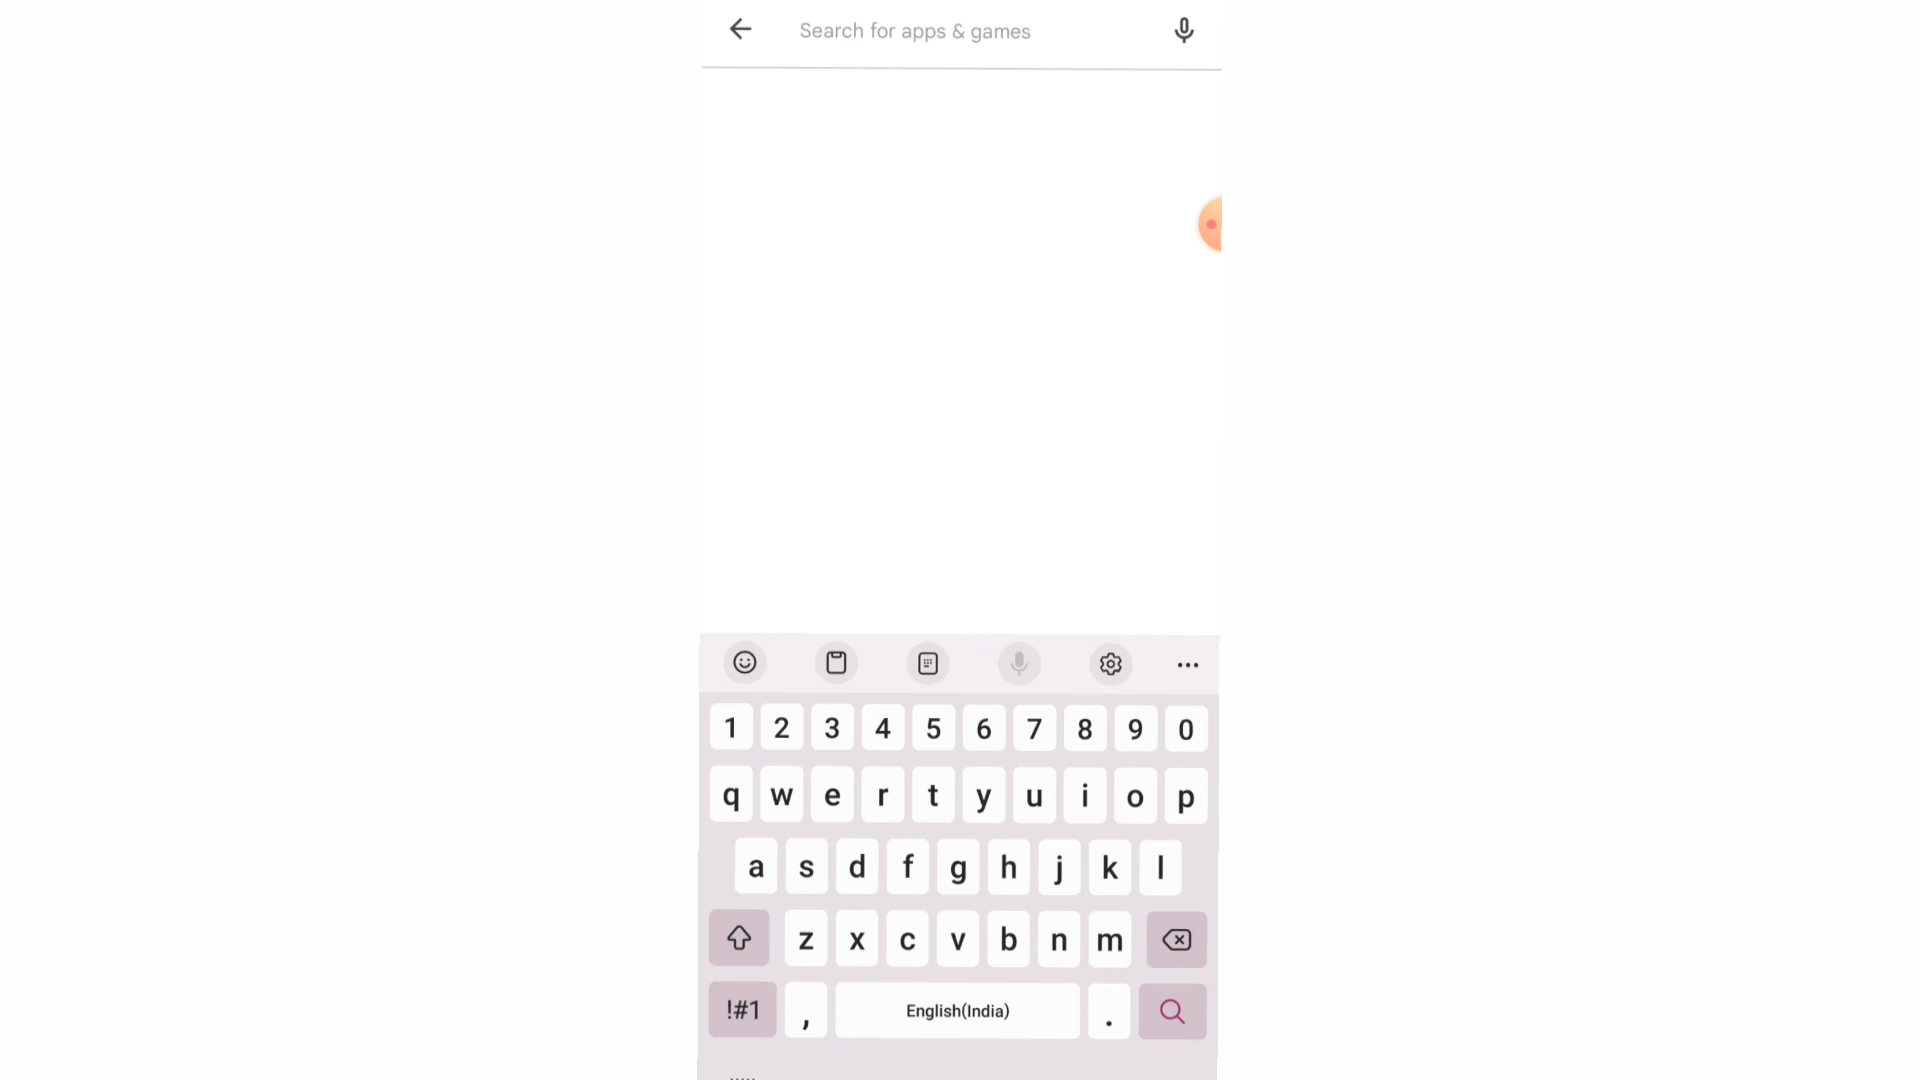 Search for apps & games
1 2 3 4 5 6 7 8 9 0
q w e r t y u i o p
a s d f g h j k l
z x c v b n m
!#1 , English(India) .